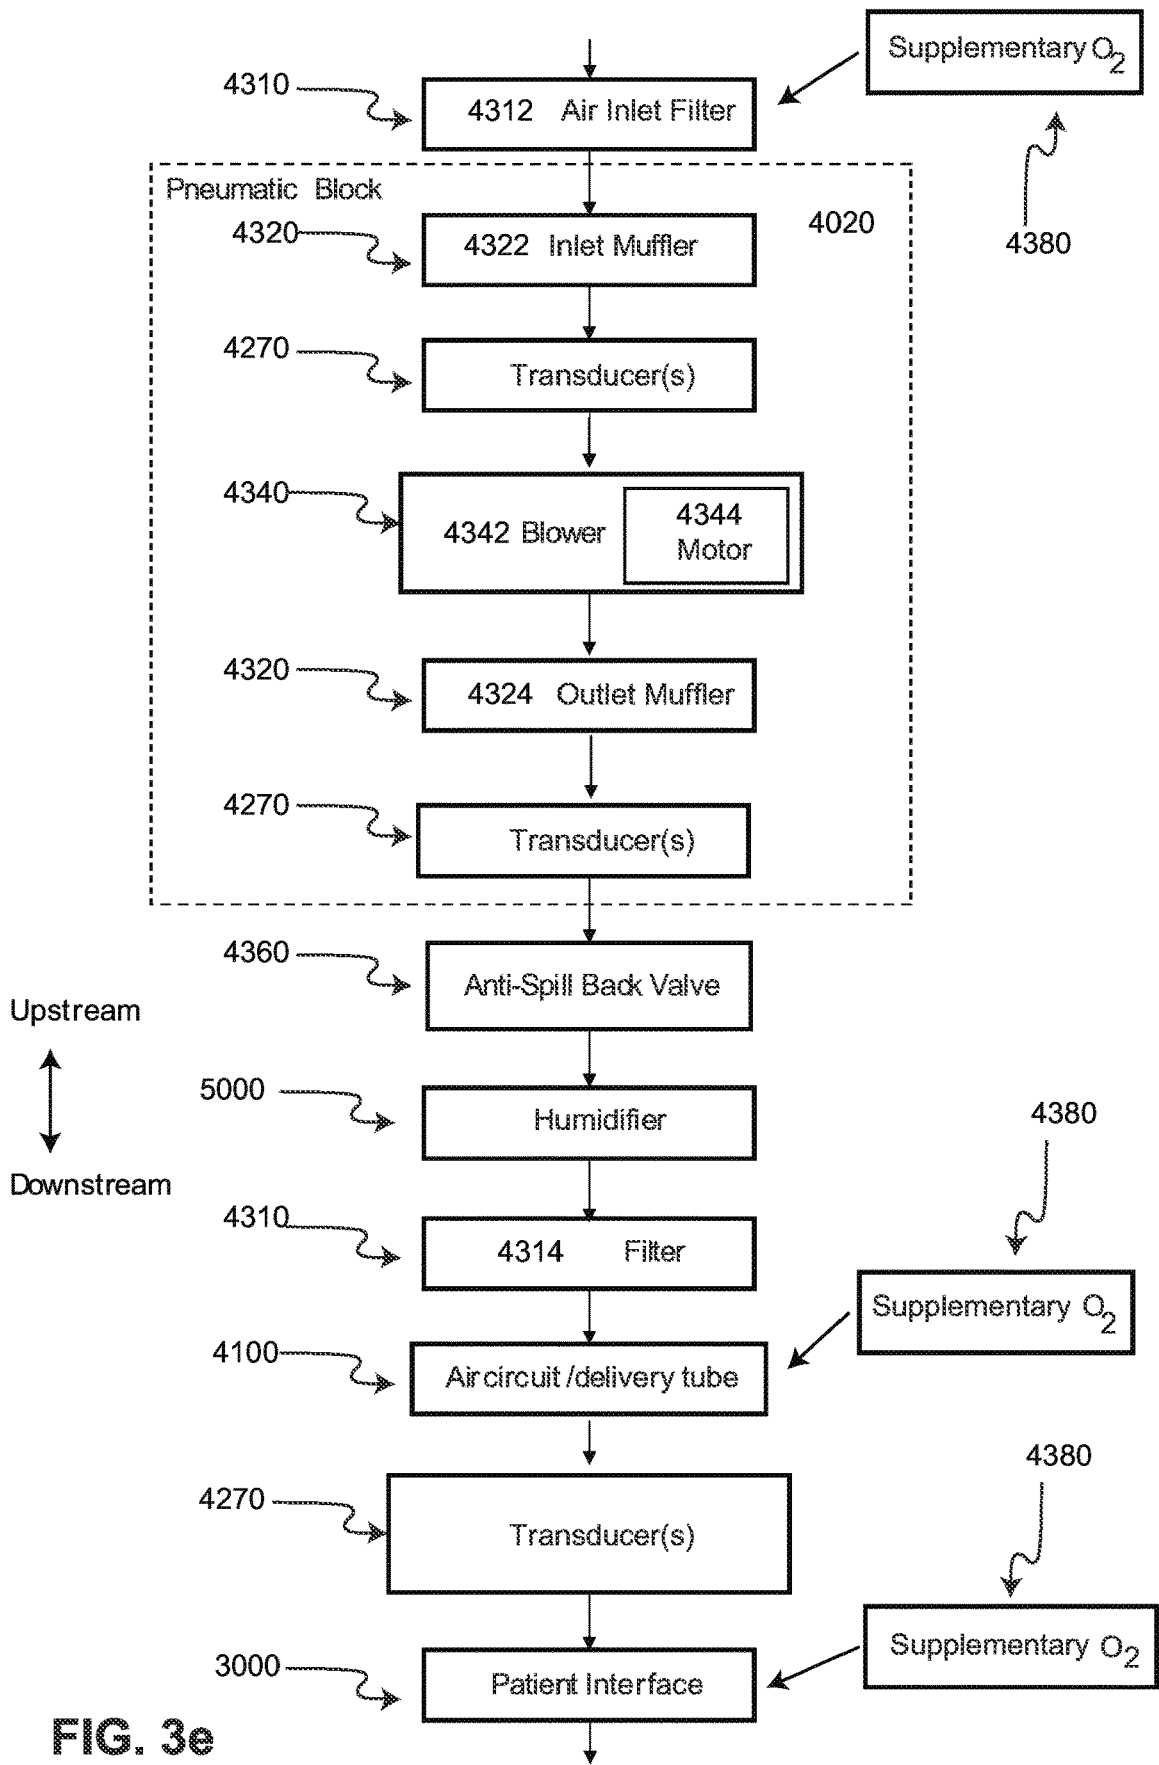 Supplementary O2
4310
4312 Air Inlet Filter
4380
Pneumatic Block
4020
4320
4322 Inlet Muffler
4270
Transducer(s)
4340
4342 Blower
4344
Motor
4320
4324 Outlet Muffler
4270
Transducer(s)
4360
Anti-Spill Back Valve
Upstream
Downstream
5000
Humidifier
4380
4310
4314 Filter
Supplementary O2
4100
Air circuit /delivery tube
4380
4270
Transducer(s)
Supplementary O2
3000
Patient Interface
FIG. 3e